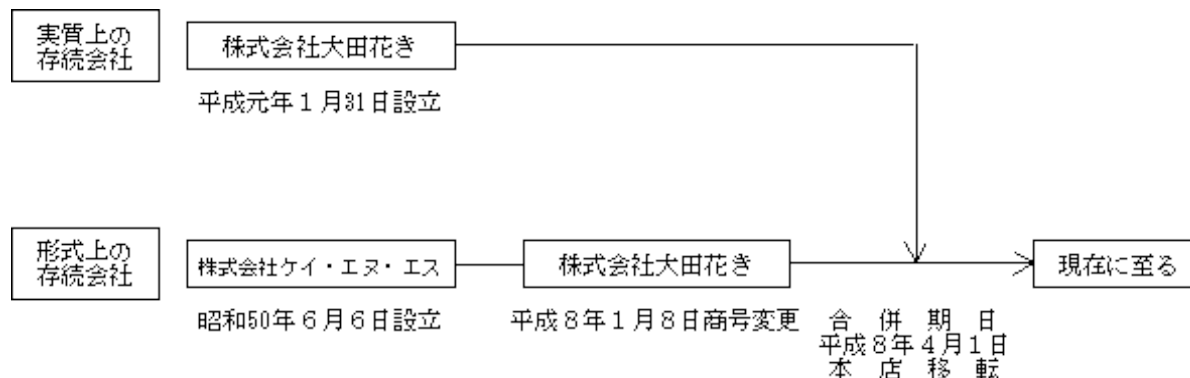 実質上の
存続会社
株式会社大田花き
平成元年１月31日設立
形式上の
存続会社
株式会社ケイ・エヌ・エス
株式会社大田花き
現在に至る
昭和50年６月６日設立
平成８年１月８日商号変更
合併期日
平成８年４月１日
本店移転